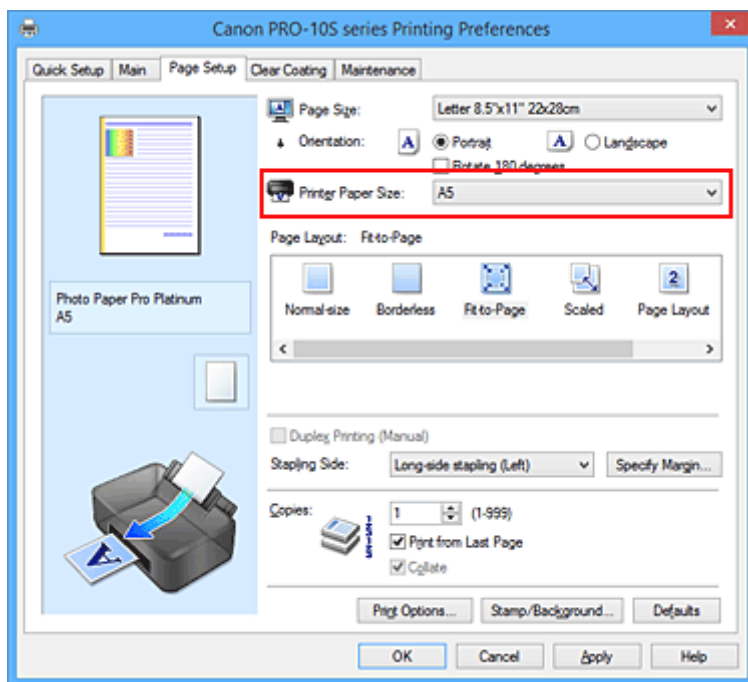 Canon PRO-10S series Printing Preferences
Quick Setup Main Page Setup Clear Coating Maintenance
Page Size: Letter 8.5"x11" 22x28cm
Orientation: A Portrait A Landscape
Rotate 180 degrees
Printer Paper Size: A5
Page Layout: Fit-to-Page
Normal-size Borderless Fit-to-Page Scaled Page Layout
Photo Paper Pro Platinum
A5
Duplex Printing (Manual)
Stapling Side: Long-side stapling (Left) Specify Margin...
Copies: 1 (1-999)
Print from Last Page
Collate
Print Options... Stamp/Background... Defaults
OK Cancel Apply Help